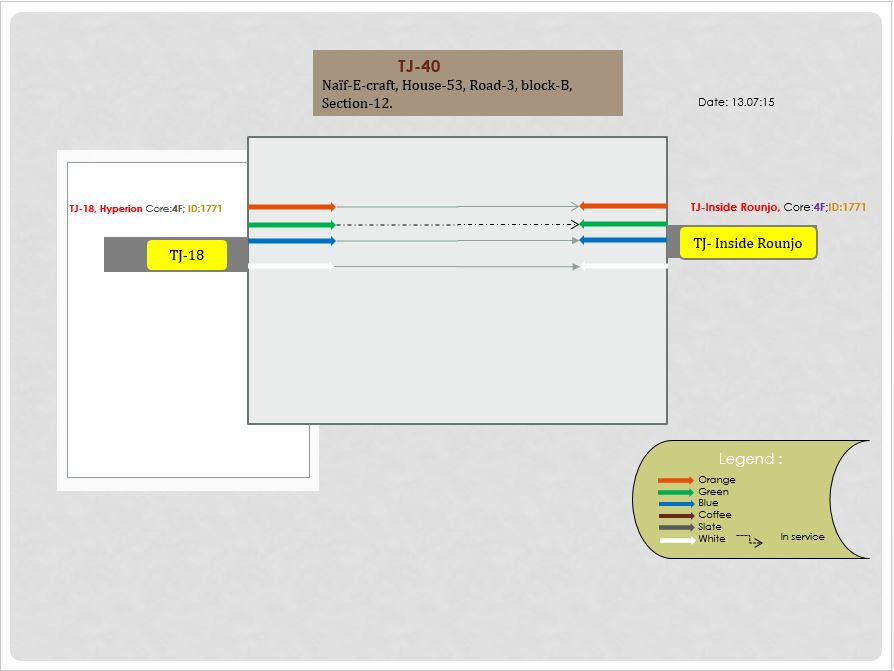 TJ-40
Naïf-E-craft, House-53, Road-3, block-B,
Section-12.
Date: 13.07:15
TJ-18, Hyperion Core:4F; ID:1771
TJ-18
TJ-Inside Rounjo, Core:4F;ID:1771
TJ- Inside Rounjo
Legend :
Orange
Green
Blue
Coffee
Slate
White
In service